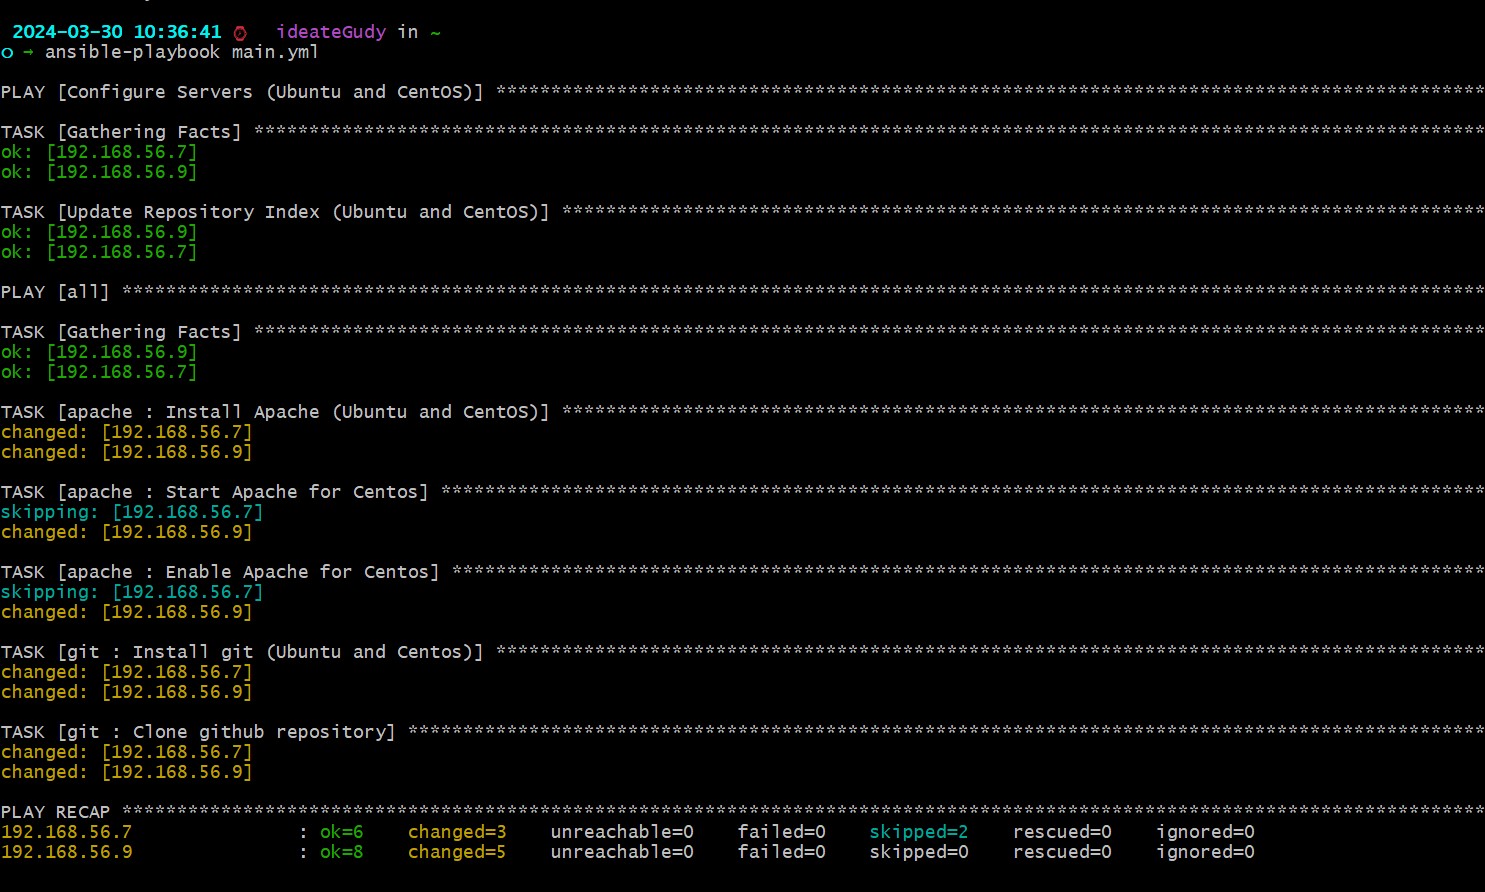 2024-03-30 10:36:41 ideateGudy in ~
○ → ansible-playbook main.yml
PLAY [Configure Servers (Ubuntu and CentOS)] ******************************************************************************************
TASK [Gathering Facts] ****************************************************************************************************************
ok: [192.168.56.7]
ok: [192.168.56.9]
TASK [Update Repository Index (Ubuntu and CentOS)] ************************************************************************************
ok: [192.168.56.9]
ok: [192.168.56.7]
PLAY [all] ****************************************************************************************************************************
TASK [Gathering Facts] ****************************************************************************************************************
ok: [192.168.56.9]
ok: [192.168.56.7]
TASK [apache : Install Apache (Ubuntu and CentOS)] ************************************************************************************
changed: [192.168.56.7]
changed: [192.168.56.9]
TASK [apache : Start Apache for Centos] ***********************************************************************************************
skipping: [192.168.56.7]
changed: [192.168.56.9]
TASK [apache : Enable Apache for Centos] **********************************************************************************************
skipping: [192.168.56.7]
changed: [192.168.56.9]
TASK [git : Install git (Ubuntu and Centos)] ******************************************************************************************
changed: [192.168.56.7]
changed: [192.168.56.9]
TASK [git : Clone github repository] **************************************************************************************************
changed: [192.168.56.7]
changed: [192.168.56.9]
PLAY RECAP ****************************************************************************************************************************
192.168.56.7 : ok=6 changed=3 unreachable=0 failed=0 skipped=2 rescued=0 ignored=0
192.168.56.9 : ok=8 changed=5 unreachable=0 failed=0 skipped=0 rescued=0 ignored=0